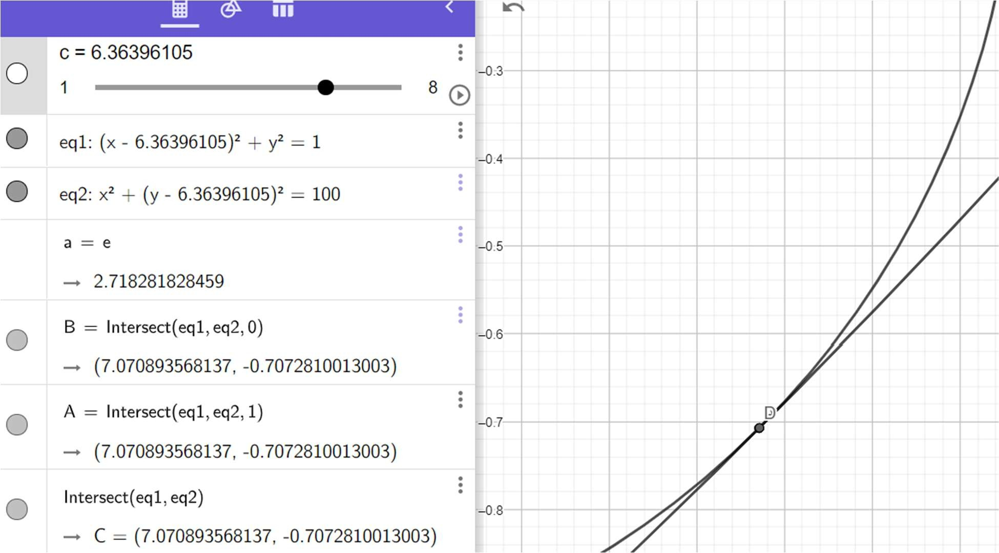 c = 6.36396105
1
8
eq1: (x - 6.36396105)² + y² = 1
eq2: x² + (y - 6.36396105)² = 100
a = e
→ 2.718281828459
B = Intersect(eq1, eq2, 0)
→ (7.070893568137, -0.7072810013003)
A = Intersect(eq1, eq2, 1)
→ (7.070893568137, -0.7072810013003)
Intersect(eq1, eq2)
→ C = (7.070893568137, -0.7072810013003)
–0.3
–0.4
–0.5
–0.6
–0.7
–0.8